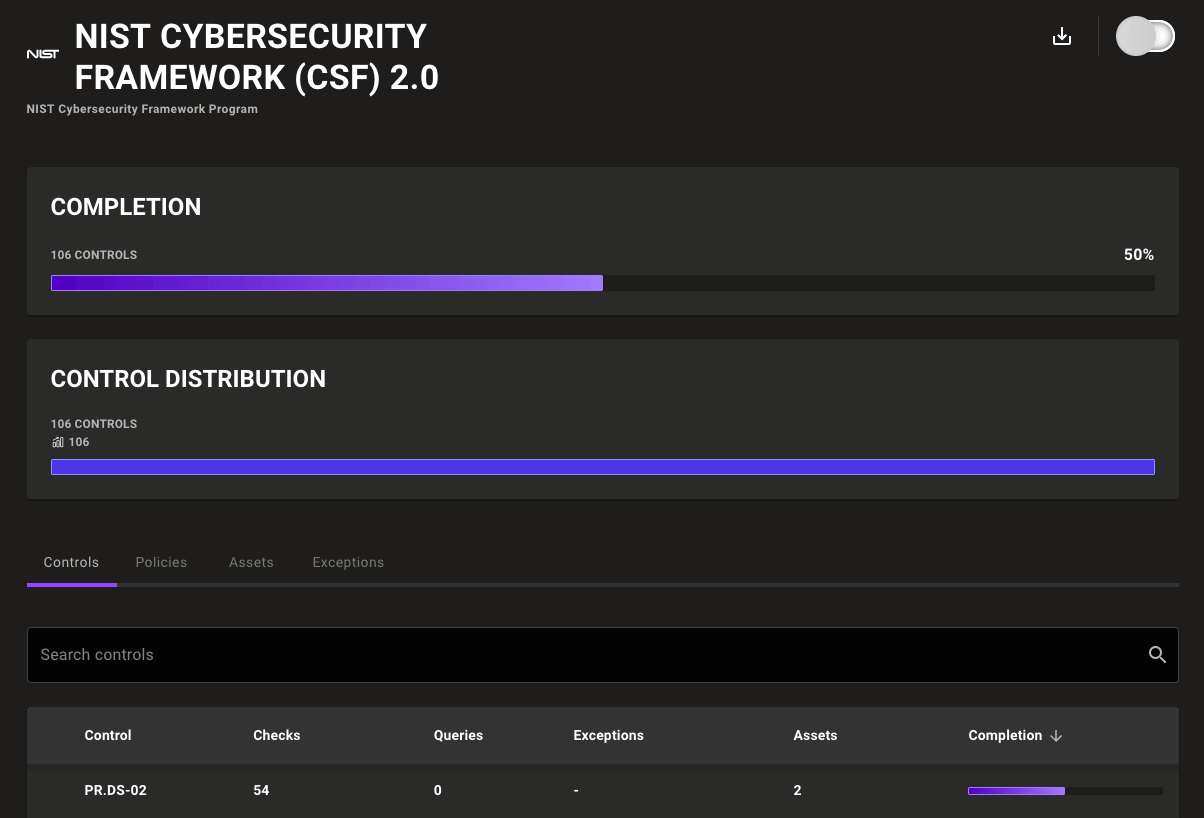 NIST
NIST CYBERSECURITY
FRAMEWORK (CSF) 2.0
NIST Cybersecurity Framework Program
COMPLETION
106 CONTROLS 50%
CONTROL DISTRIBUTION
106 CONTROLS
106
Controls Policies Assets Exceptions
Search controls
Control Checks Queries Exceptions Assets Completion
PR.DS-02 54 0 - 2